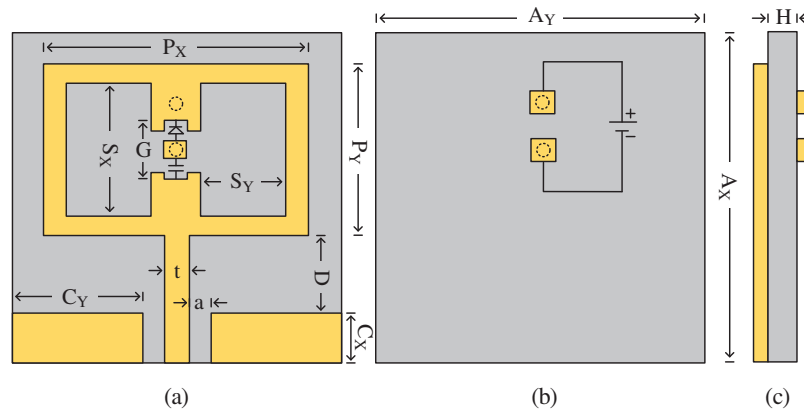 P_X
S_X
G
S_Y
P_Y
t
D
C_Y
a
C_X
(a)
A_Y
+
−
A_X
(b)
H
(c)